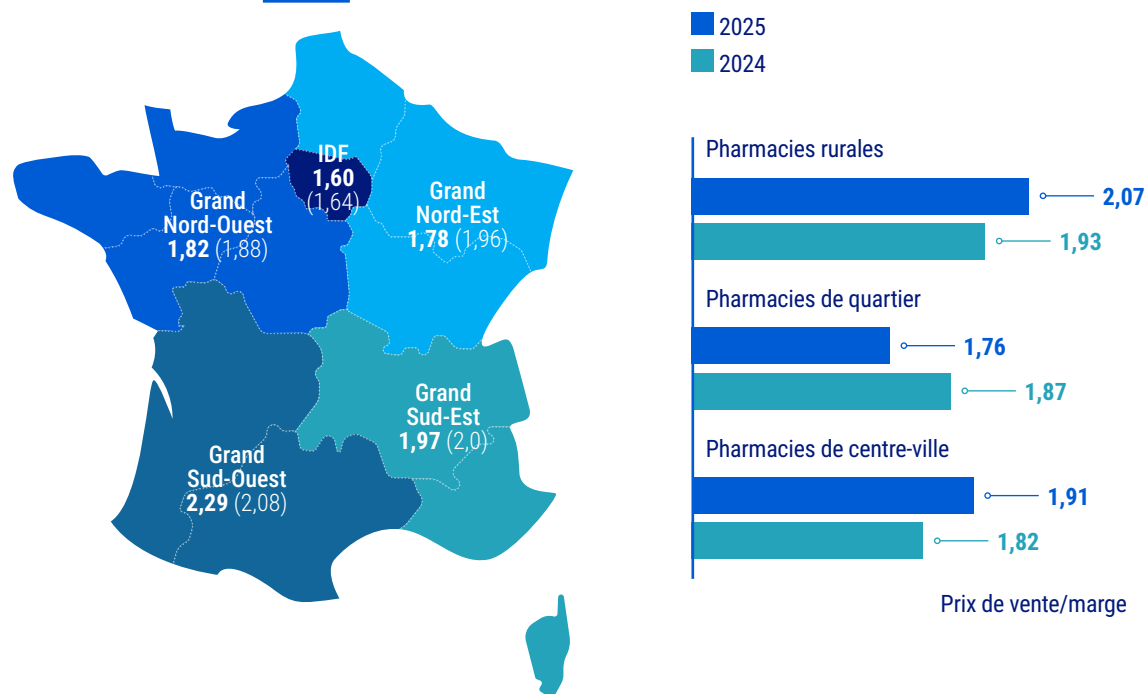 IDF
1,60
(1,64)
Grand
Nord-Ouest
1,82 (1,88)
Grand
Nord-Est
1,78 (1,96)
Grand
Sud-Est
1,97 (2,0)
Grand
Sud-Ouest
2,29 (2,08)
2025
2024
Pharmacies rurales
2,07
1,93
Pharmacies de quartier
1,76
1,87
Pharmacies de centre-ville
1,91
1,82
Prix de vente/marge